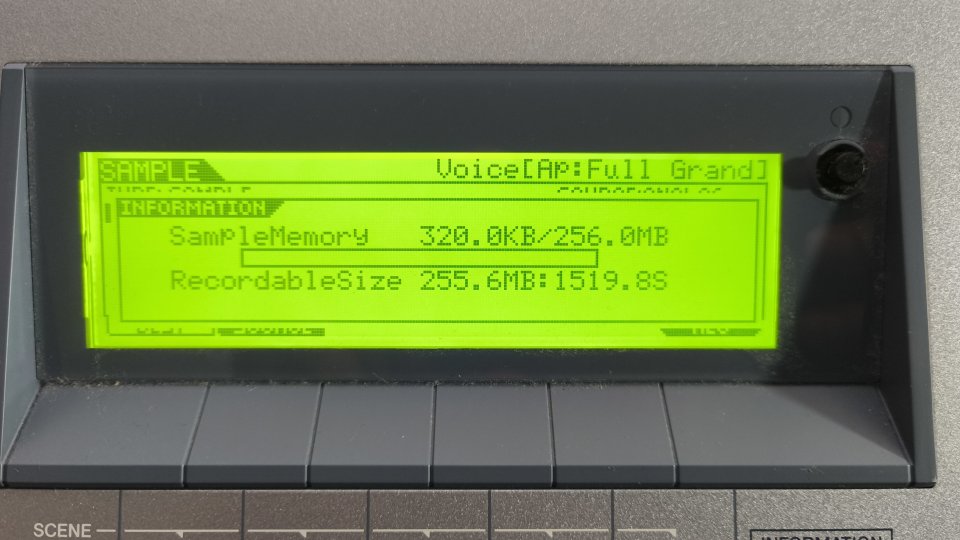 SAMPLE Voice[Ap:Full Grand]
INFORMATION
SampleMemory 320.0KB/256.0MB
RecordableSize 255.6MB:1519.8S
SCENE
INFORMATION